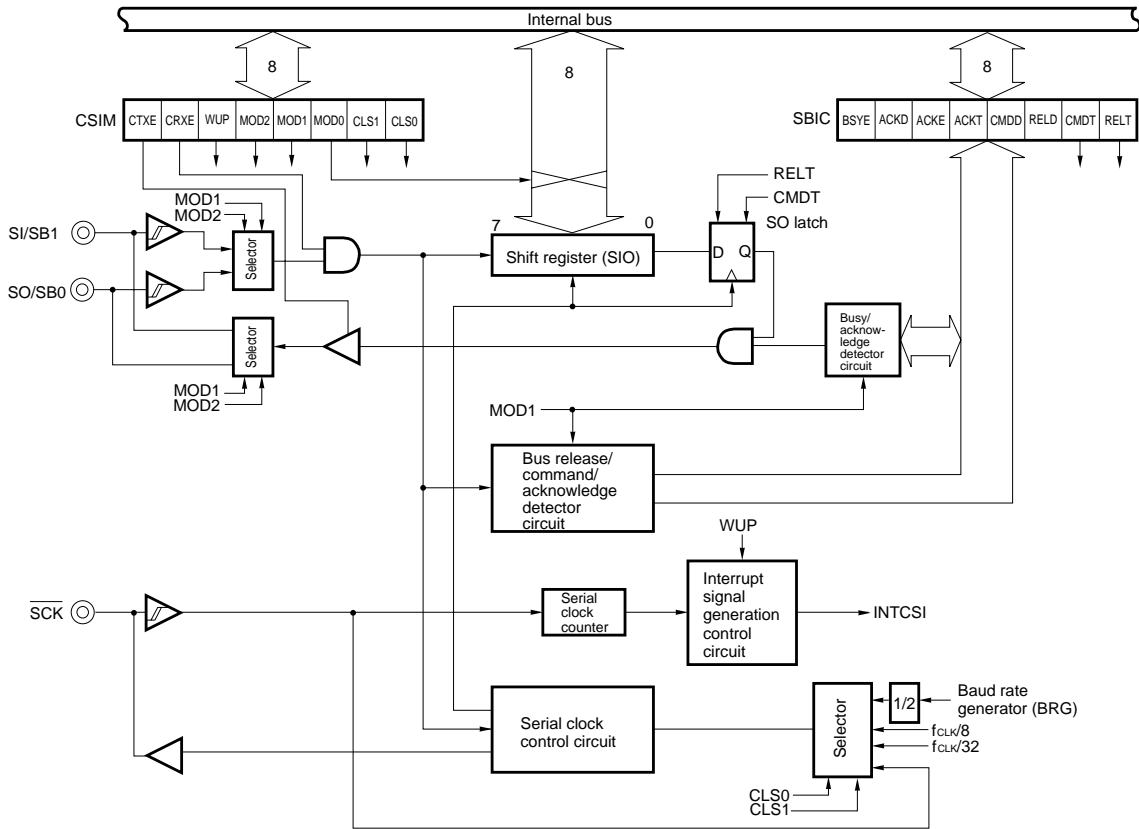 Internal bus
8
8
8
CSIM
CTXE
CRXE
WUP
MOD2
MOD1
MOD0
CLS1
CLS0
SBIC
BSYE
ACKD
ACKE
ACKT
CMDD
RELD
CMDT
RELT
MOD1
MOD2
RELT
CMDT
SO latch
SI/SB1
Selector
7
0
Shift register (SIO)
D
Q
SO/SB0
Selector
MOD1
MOD2
Busy/
acknow-
ledge
detector
circuit
MOD1
Bus release/
command/
acknowledge
detector
circuit
WUP
SCK
Serial
clock
counter
Interrupt
signal
generation
control
circuit
INTCSI
Serial clock
control circuit
Selector
1/2
Baud rate
generator (BRG)
fCLK/8
fCLK/32
CLS0
CLS1